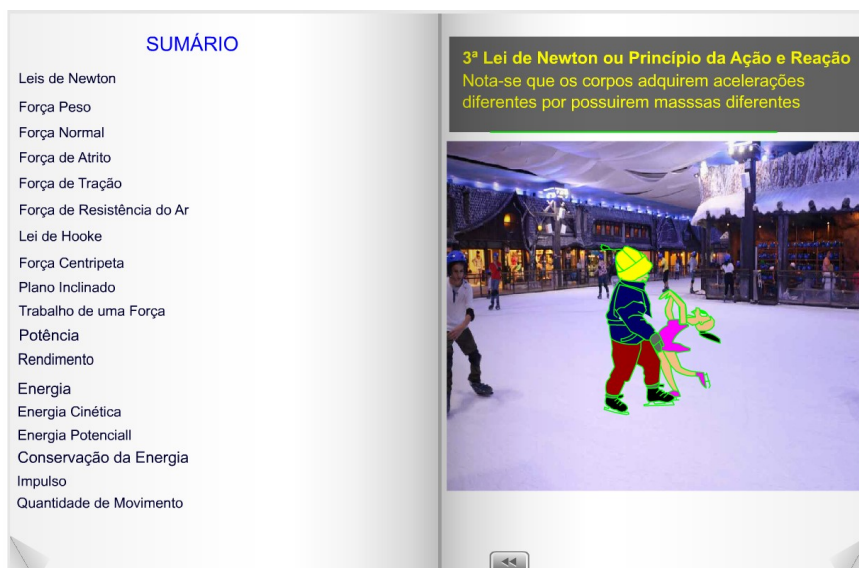 SUMÁRIO
Leis de Newton
Força Peso
Força Normal
Força de Atrito
Força de Tração
Força de Resistência do Ar
Lei de Hooke
Força Centripeta
Plano Inclinado
Trabalho de uma Força
Potência
Rendimento
Energia
Energia Cinética
Energia Potenciall
Conservação da Energia
Impulso
Quantidade de Movimento
3ª Lei de Newton ou Princípio da Ação e Reação
Nota-se que os corpos adquirem acelerações
diferentes por possuirem masssas diferentes